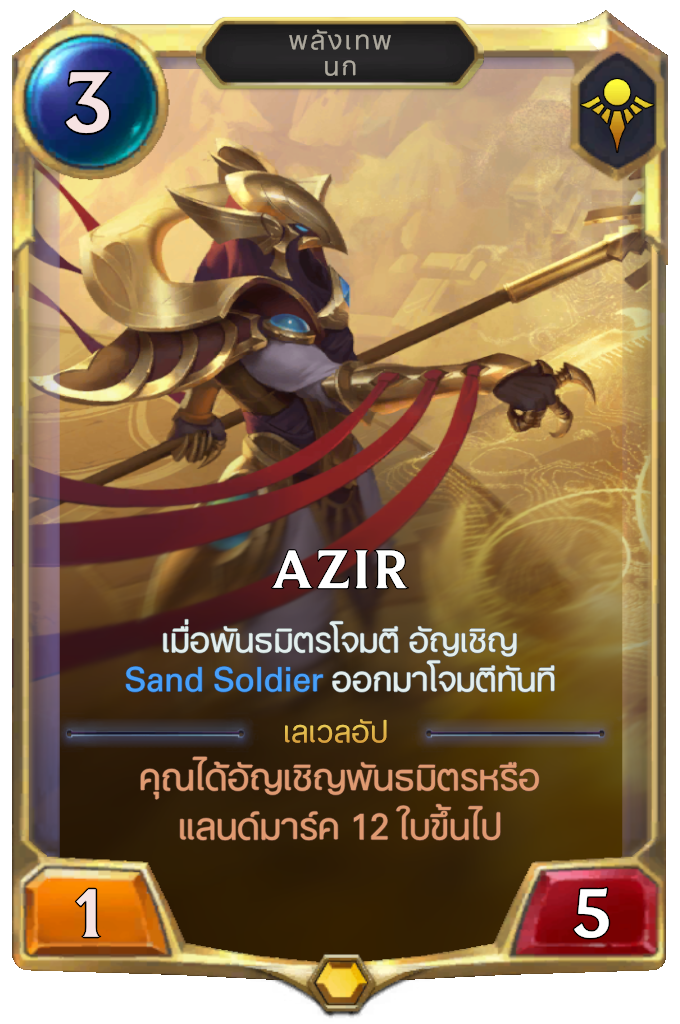 3
พลังเทพ
นก
AZIR
เมื่อพันธมิตรโจมตี อัญเชิญ
Sand Soldier ออกมาโจมตีทันที
เลเวลอัป
คุณได้อัญเชิญพันธมิตรหรือ
แลนด์มาร์ค 12 ใบขึ้นไป
1
5